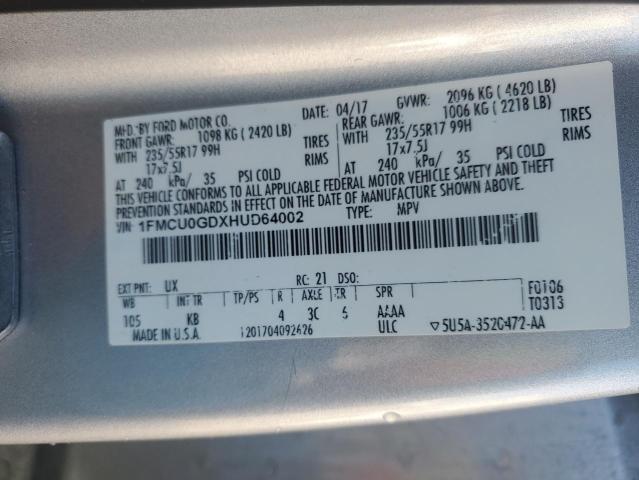 MFD. BY FORD MOTOR CO. DATE: 04/17 GVWR: 2096 KG ( 4620 LB)
FRONT GAWR: 1098 KG ( 2420 LB) REAR GAWR: 1006 KG ( 2218 LB)
WITH 235/55R17 99H TIRES WITH 235/55R17 99H TIRES
17x7.5J RIMS 17x7.5J RIMS
AT 240 kPa/ 35 PSI COLD AT 240 kPa/ 35 PSI COLD
THIS VEHICLE CONFORMS TO ALL APPLICABLE FEDERAL MOTOR VEHICLE SAFETY AND THEFT
PREVENTION STANDARDS IN EFFECT ON THE DATE OF MANUFACTURE SHOWN ABOVE.
VIN: 1FMCU0GDXHUD64002 TYPE: MPV
EXT PNT: UX RC: 21 DSO: F0106
WB INT TR TP/PS R AXLE TR SPR T0313
105 KB 4 3C 6 AAAA
MADE IN U.S.A. ULC ▽5U5A-3520472-AA